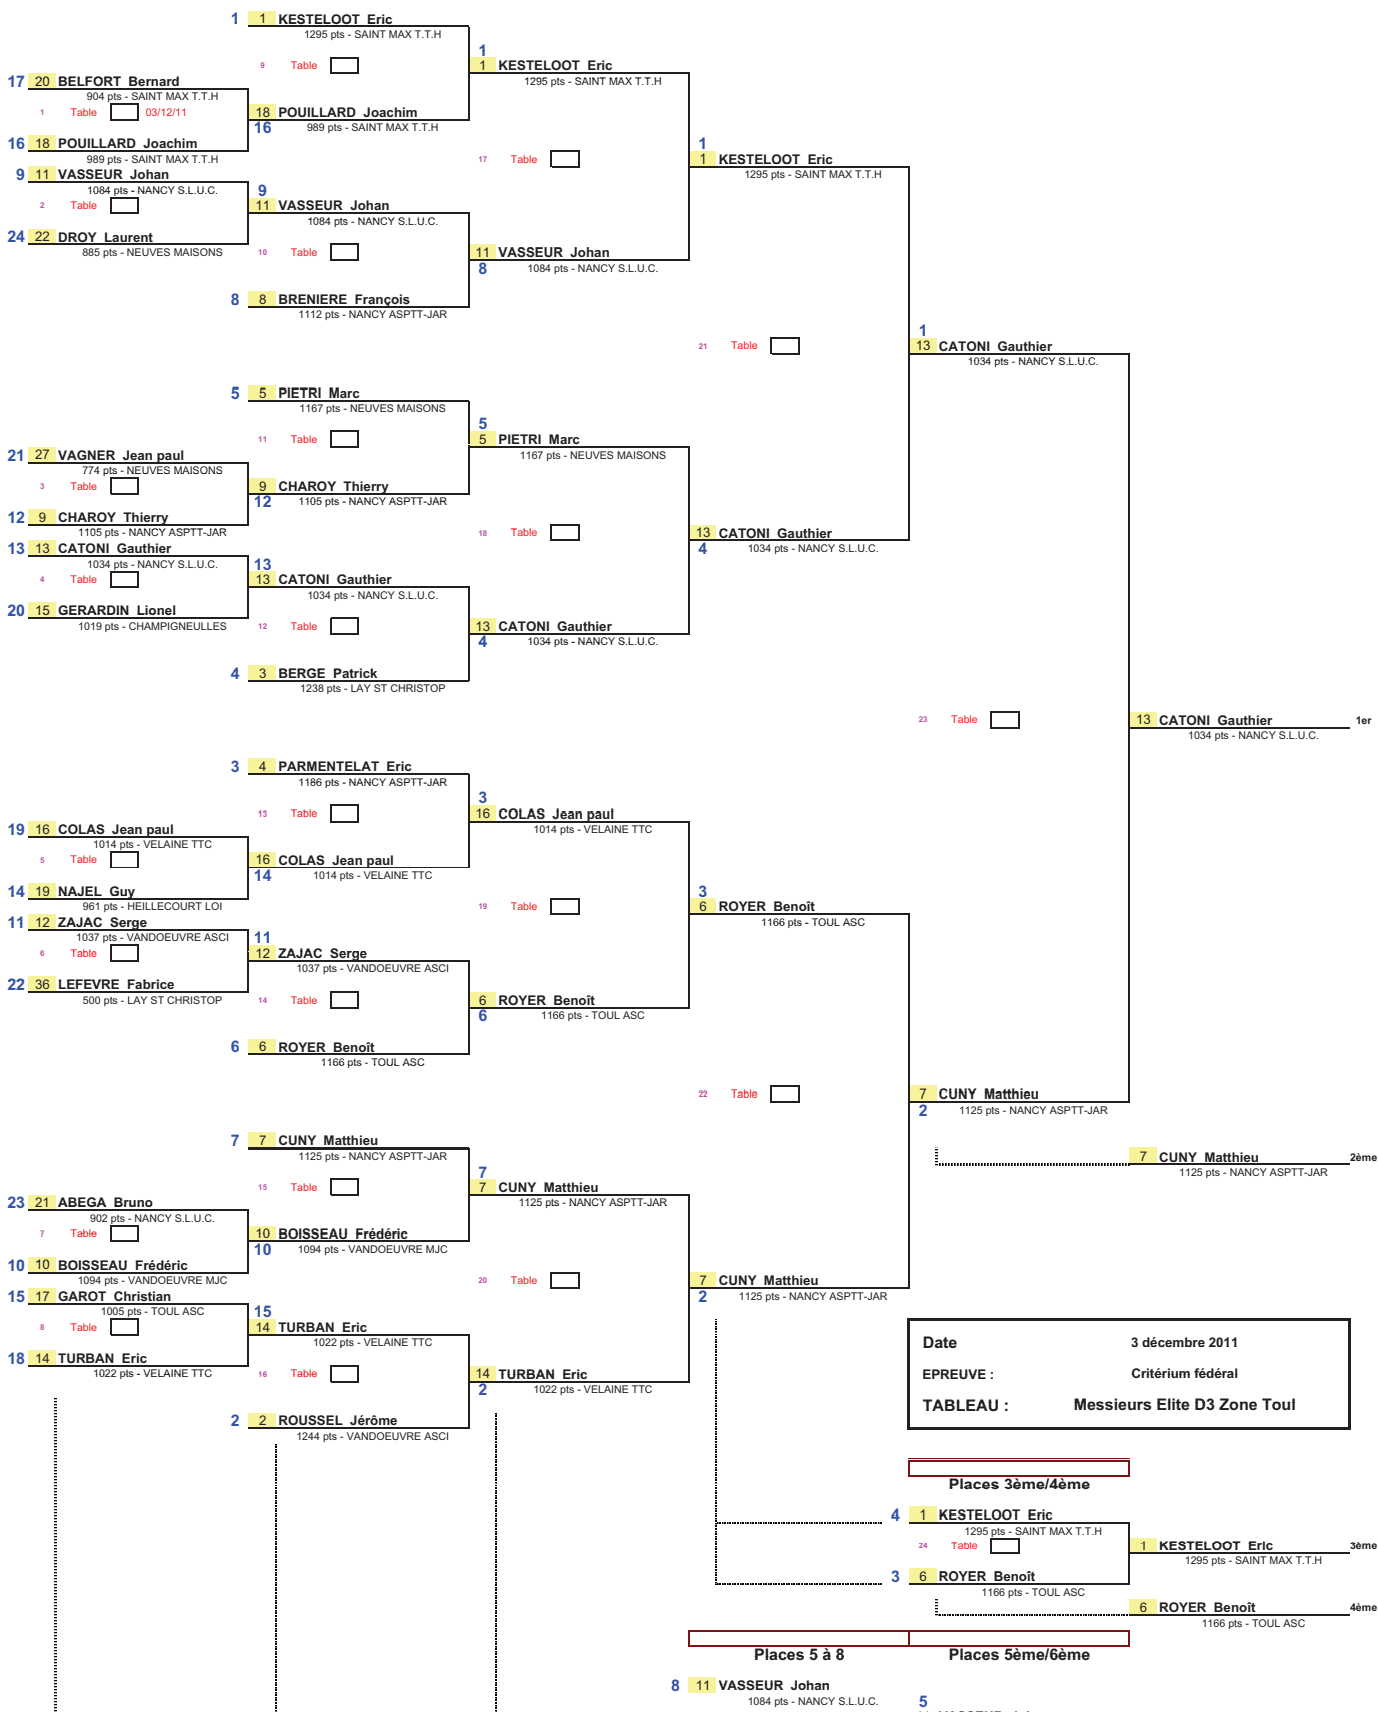 1 1 KESTELOOT Eric
1295 pts - SAINT MAX T.T.H
1
9 Table
1 KESTELOOT Eric
1295 pts - SAINT MAX T.T.H
17 20 BELFORT Bernard
904 pts - SAINT MAX T.T.H
1 Table 03/12/11
18 POUILLARD Joachim
16 989 pts - SAINT MAX T.T.H
16 18 POUILLARD Joachim
989 pts - SAINT MAX T.T.H
1
17 Table
1 KESTELOOT Eric
1295 pts - SAINT MAX T.T.H
9 11 VASSEUR Johan
1084 pts - NANCY S.L.U.C.
9
2 Table
11 VASSEUR Johan
1084 pts - NANCY S.L.U.C.
24 22 DROY Laurent
885 pts - NEUVES MAISONS
10 Table
11 VASSEUR Johan
8 1084 pts - NANCY S.L.U.C.
8 8 BRENIERE François
1112 pts - NANCY ASPTT-JAR
1
21 Table
13 CATONI Gauthier
1034 pts - NANCY S.L.U.C.
5 5 PIETRI Marc
1167 pts - NEUVES MAISONS
5
11 Table
5 PIETRI Marc
1167 pts - NEUVES MAISONS
21 27 VAGNER Jean paul
774 pts - NEUVES MAISONS
3 Table
9 CHAROY Thierry
12 1105 pts - NANCY ASPTT-JAR
12 9 CHAROY Thierry
1105 pts - NANCY ASPTT-JAR
18 Table
13 CATONI Gauthier
4 1034 pts - NANCY S.L.U.C.
13 13 CATONI Gauthier
1034 pts - NANCY S.L.U.C.
13
4 Table
13 CATONI Gauthier
1034 pts - NANCY S.L.U.C.
20 15 GERARDIN Lionel
1019 pts - CHAMPIGNEULLES
12 Table
13 CATONI Gauthier
4 1034 pts - NANCY S.L.U.C.
4 3 BERGE Patrick
1238 pts - LAY ST CHRISTOP
23 Table
13 CATONI Gauthier 1er
1034 pts - NANCY S.L.U.C.
3 4 PARMENTELAT Eric
1186 pts - NANCY ASPTT-JAR
3
13 Table
16 COLAS Jean paul
1014 pts - VELAINE TTC
19 16 COLAS Jean paul
1014 pts - VELAINE TTC
5 Table
16 COLAS Jean paul
14 1014 pts - VELAINE TTC
14 19 NAJEL Guy
961 pts - HEILLECOURT LOI
3
19 Table
6 ROYER Benoît
1166 pts - TOUL ASC
11 12 ZAJAC Serge
1037 pts - VANDOEUVRE ASCI
11
6 Table
12 ZAJAC Serge
1037 pts - VANDOEUVRE ASCI
22 36 LEFEVRE Fabrice
500 pts - LAY ST CHRISTOP
14 Table
6 ROYER Benoît
6 1166 pts - TOUL ASC
6 6 ROYER Benoît
1166 pts - TOUL ASC
22 Table
7 CUNY Matthieu
2 1125 pts - NANCY ASPTT-JAR
7 7 CUNY Matthieu
1125 pts - NANCY ASPTT-JAR
7 CUNY Matthieu 2ème
1125 pts - NANCY ASPTT-JAR
7
15 Table
7 CUNY Matthieu
1125 pts - NANCY ASPTT-JAR
23 21 ABEGA Bruno
902 pts - NANCY S.L.U.C.
7 Table
10 BOISSEAU Frédéric
10 1094 pts - VANDOEUVRE MJC
10 10 BOISSEAU Frédéric
1094 pts - VANDOEUVRE MJC
20 Table
7 CUNY Matthieu
2 1125 pts - NANCY ASPTT-JAR
15 17 GAROT Christian
1005 pts - TOUL ASC
15
8 Table
14 TURBAN Eric
1022 pts - VELAINE TTC
18 14 TURBAN Eric
1022 pts - VELAINE TTC
16 Table
14 TURBAN Eric
2 1022 pts - VELAINE TTC
2 2 ROUSSEL Jérôme
1244 pts - VANDOEUVRE ASCI
Date 3 décembre 2011
EPREUVE : Critérium fédéral
TABLEAU : Messieurs Elite D3 Zone Toul
Places 3ème/4ème
4 1 KESTELOOT Eric
1295 pts - SAINT MAX T.T.H
24 Table
1 KESTELOOT Eric 3ème
1295 pts - SAINT MAX T.T.H
3 6 ROYER Benoît
1166 pts - TOUL ASC
6 ROYER Benoît 4ème
1166 pts - TOUL ASC
Places 5 à 8 Places 5ème/6ème
8 11 VASSEUR Johan
1084 pts - NANCY S.L.U.C.
5